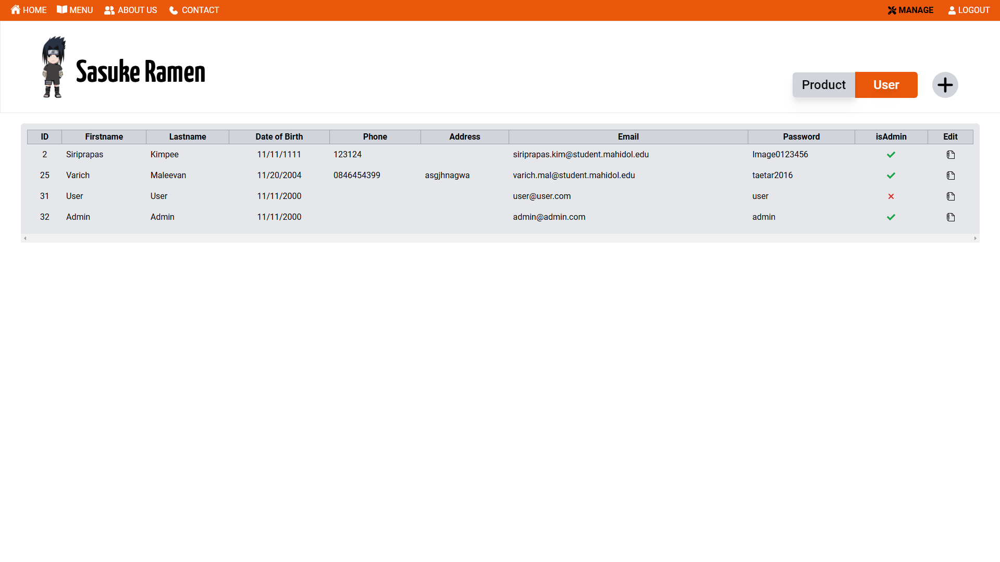 HOME MENU ABOUT US CONTACT MANAGE LOGOUT
Sasuke Ramen
Product User
ID Firstname Lastname Date of Birth Phone Address Email Password isAdmin Edit
2 Siriprapas Kimpee 11/11/1111 123124 siriprapas.kim@student.mahidol.edu Image0123456
25 Varich Maleevan 11/20/2004 0846454399 asgjhnagwa varich.mal@student.mahidol.edu taetar2016
31 User User 11/11/2000 user@user.com user
32 Admin Admin 11/11/2000 admin@admin.com admin